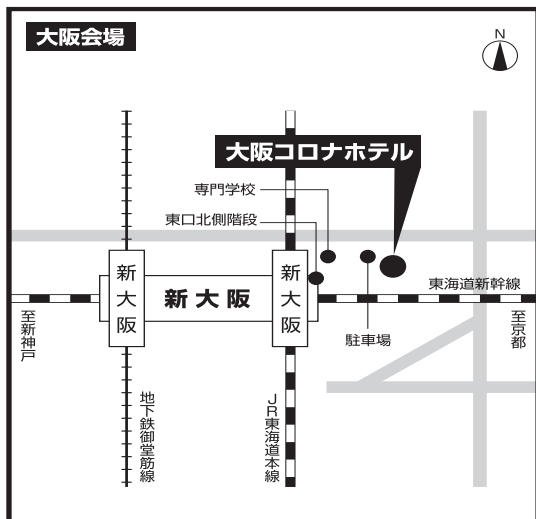 大阪会場
N
大阪コロナホテル
専門学校
東口北側階段
新大阪
新大阪
新大阪
東海道新幹線
至新神戸
駐車場
至京都
地下鉄御堂筋線
JR東海道本線